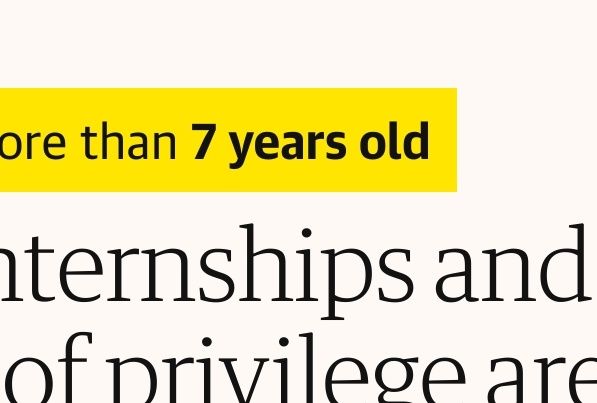 ore than 7 years old
nternships and
of privilege are